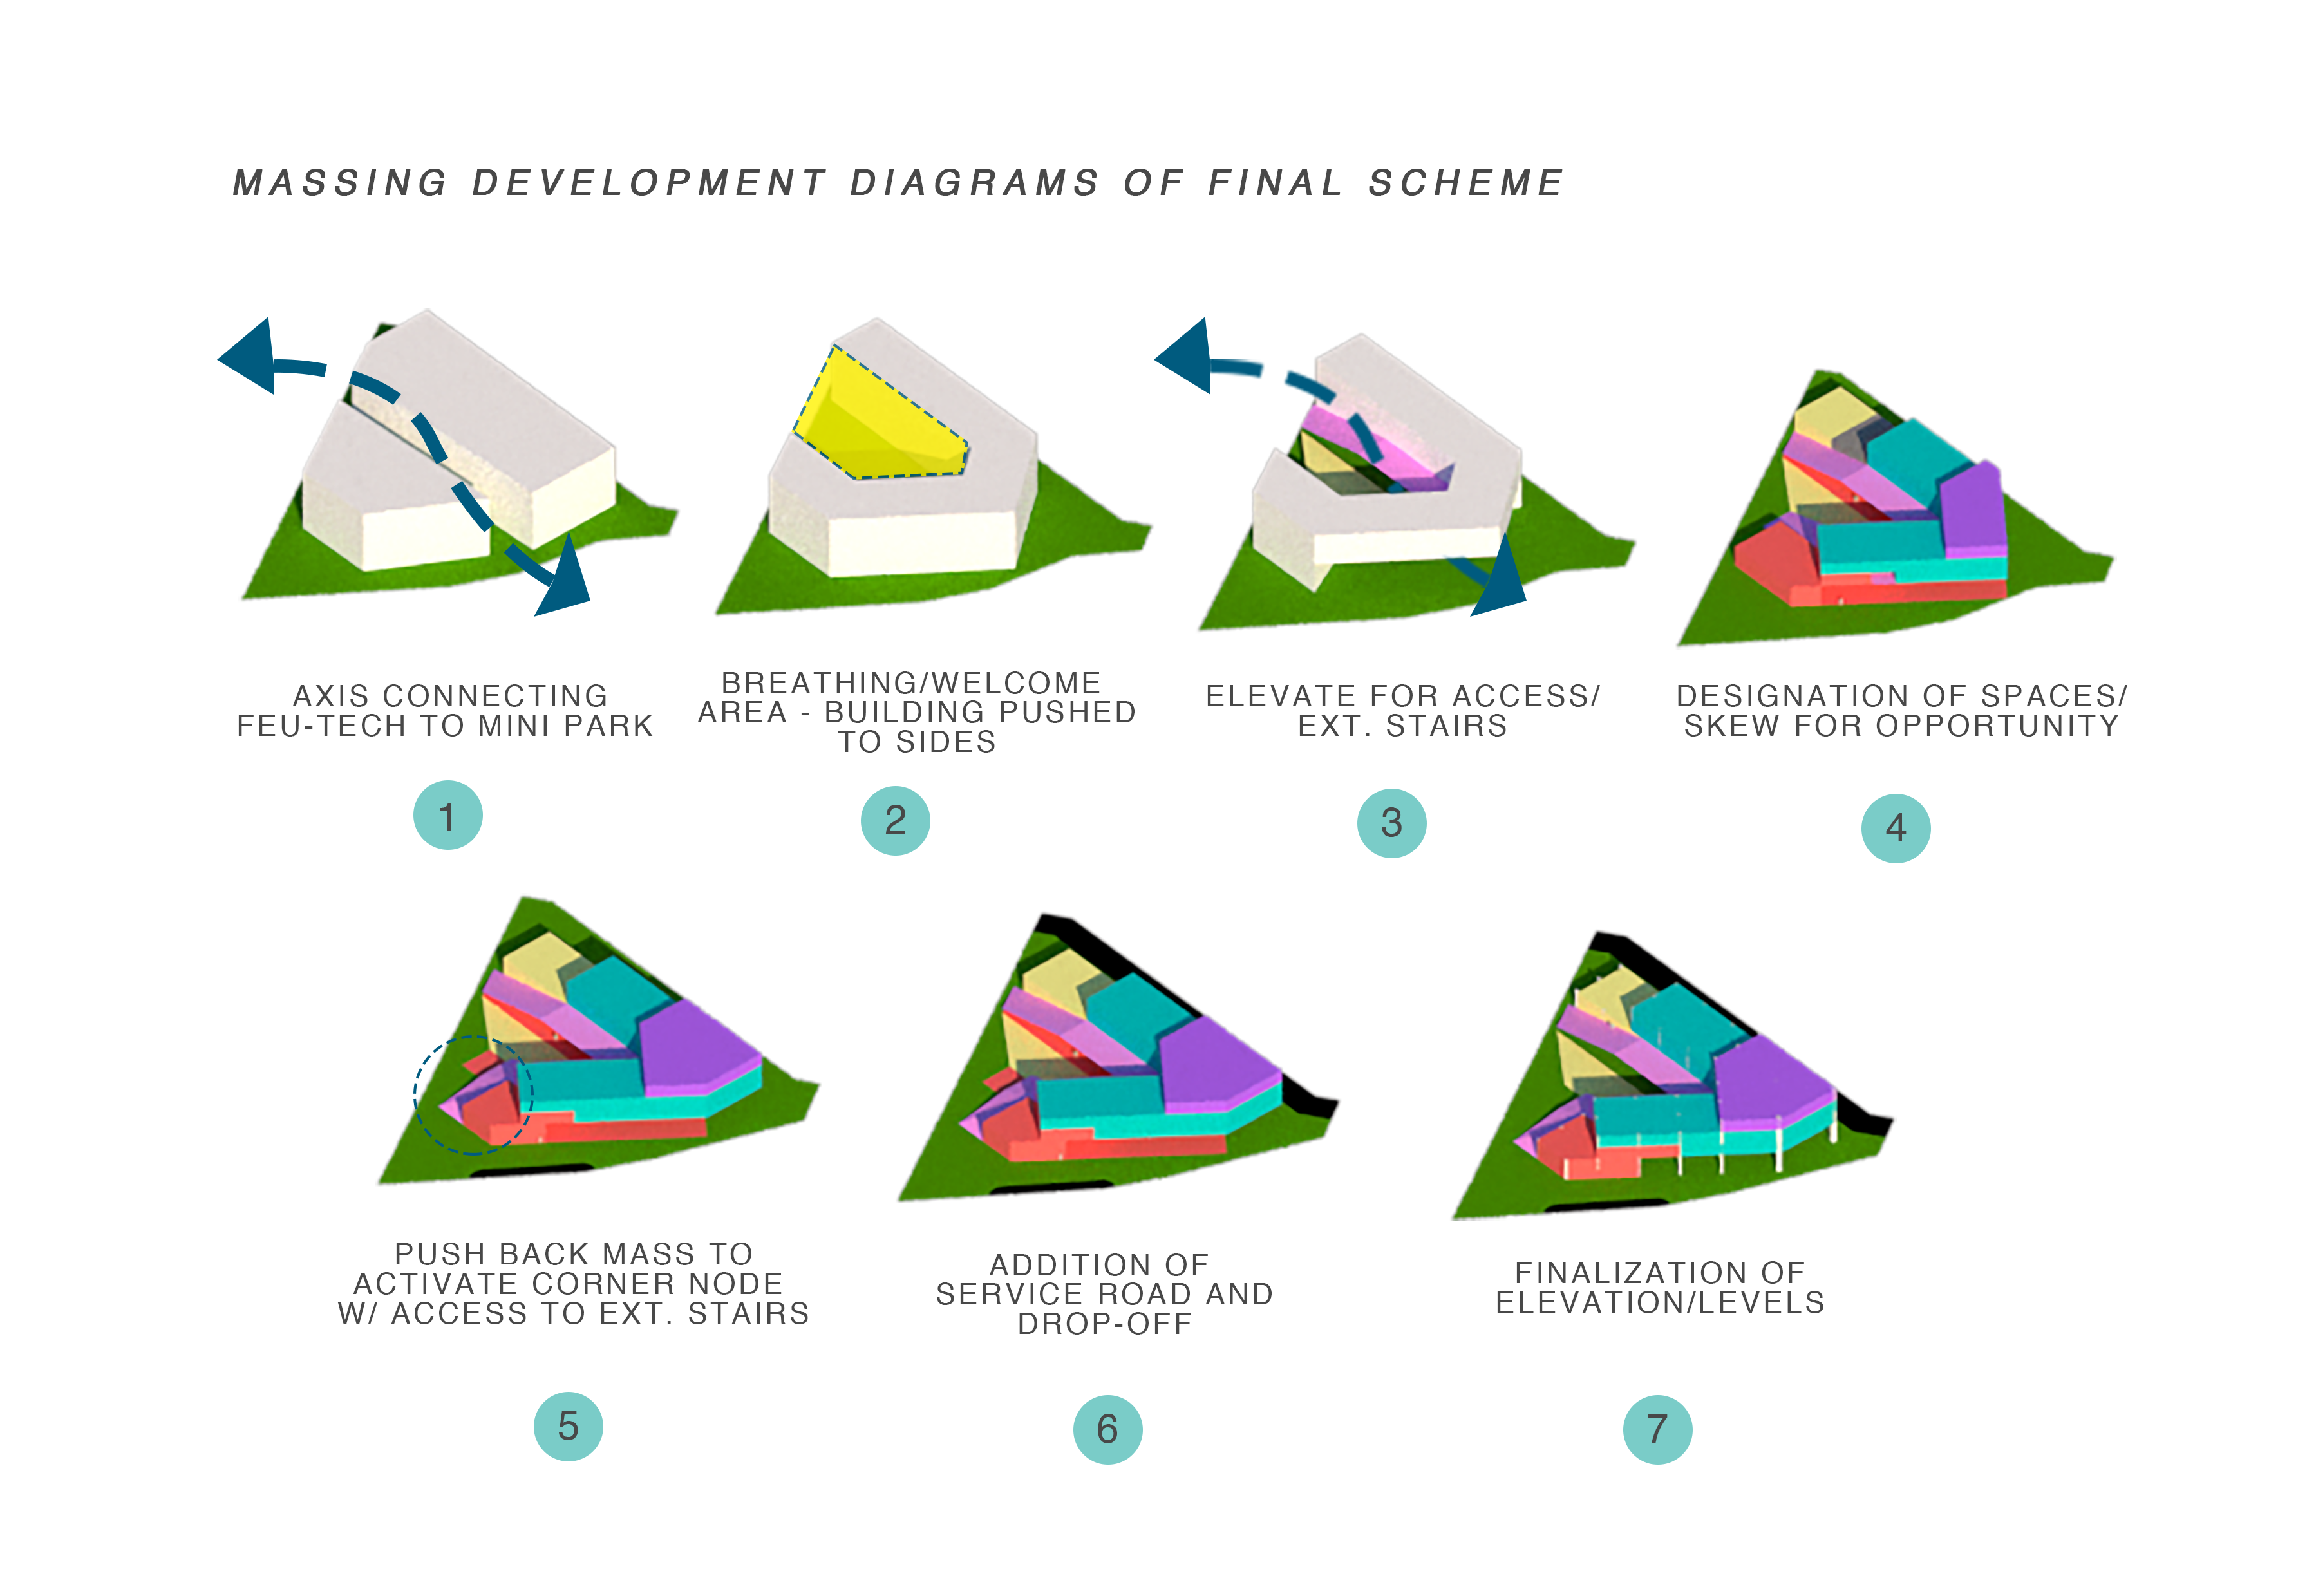 MASSING DEVELOPMENT DIAGRAMS OF FINAL SCHEME
AXIS CONNECTING
FEU-TECH TO MINI PARK
1
BREATHING/WELCOME
AREA - BUILDING PUSHED
TO SIDES
2
ELEVATE FOR ACCESS/
EXT. STAIRS
3
DESIGNATION OF SPACES/
SKEW FOR OPPORTUNITY
4
PUSH BACK MASS TO
ACTIVATE CORNER NODE
W/ ACCESS TO EXT. STAIRS
5
ADDITION OF
SERVICE ROAD AND
DROP-OFF
6
FINALIZATION OF
ELEVATION/LEVELS
7